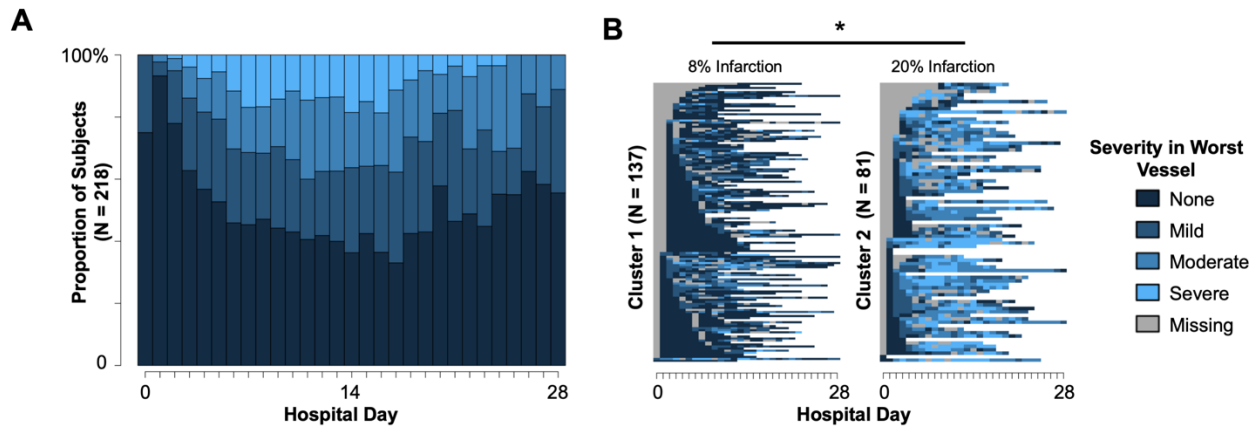 A
100%
0
Proportion of Subjects
(N = 218)
0
14
28
Hospital Day
B
*
8% Infarction
20% Infarction
Cluster 1 (N = 137)
Cluster 2 (N = 81)
0
28
0
28
Hospital Day
Severity in Worst
Vessel
None
Mild
Moderate
Severe
Missing